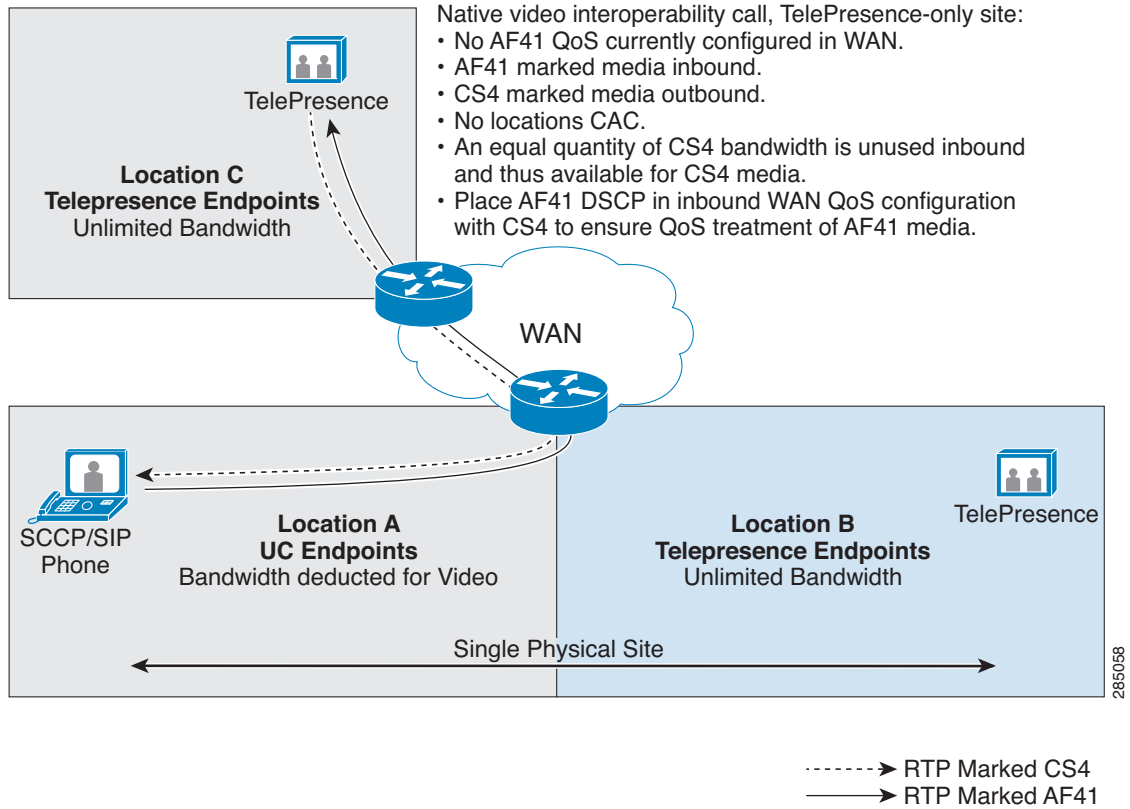 Native video interoperability call, TelePresence-only site:
• No AF41 QoS currently configured in WAN.
• AF41 marked media inbound.
• CS4 marked media outbound.
• No locations CAC.
• An equal quantity of CS4 bandwidth is unused inbound
and thus available for CS4 media.
• Place AF41 DSCP in inbound WAN QoS configuration
with CS4 to ensure QoS treatment of AF41 media.
TelePresence
Location C
Telepresence Endpoints
Unlimited Bandwidth
WAN
SCCP/SIP
Phone
Location A
UC Endpoints
Bandwidth deducted for Video
Location B
Telepresence Endpoints
Unlimited Bandwidth
TelePresence
Single Physical Site
285058
RTP Marked CS4
RTP Marked AF41